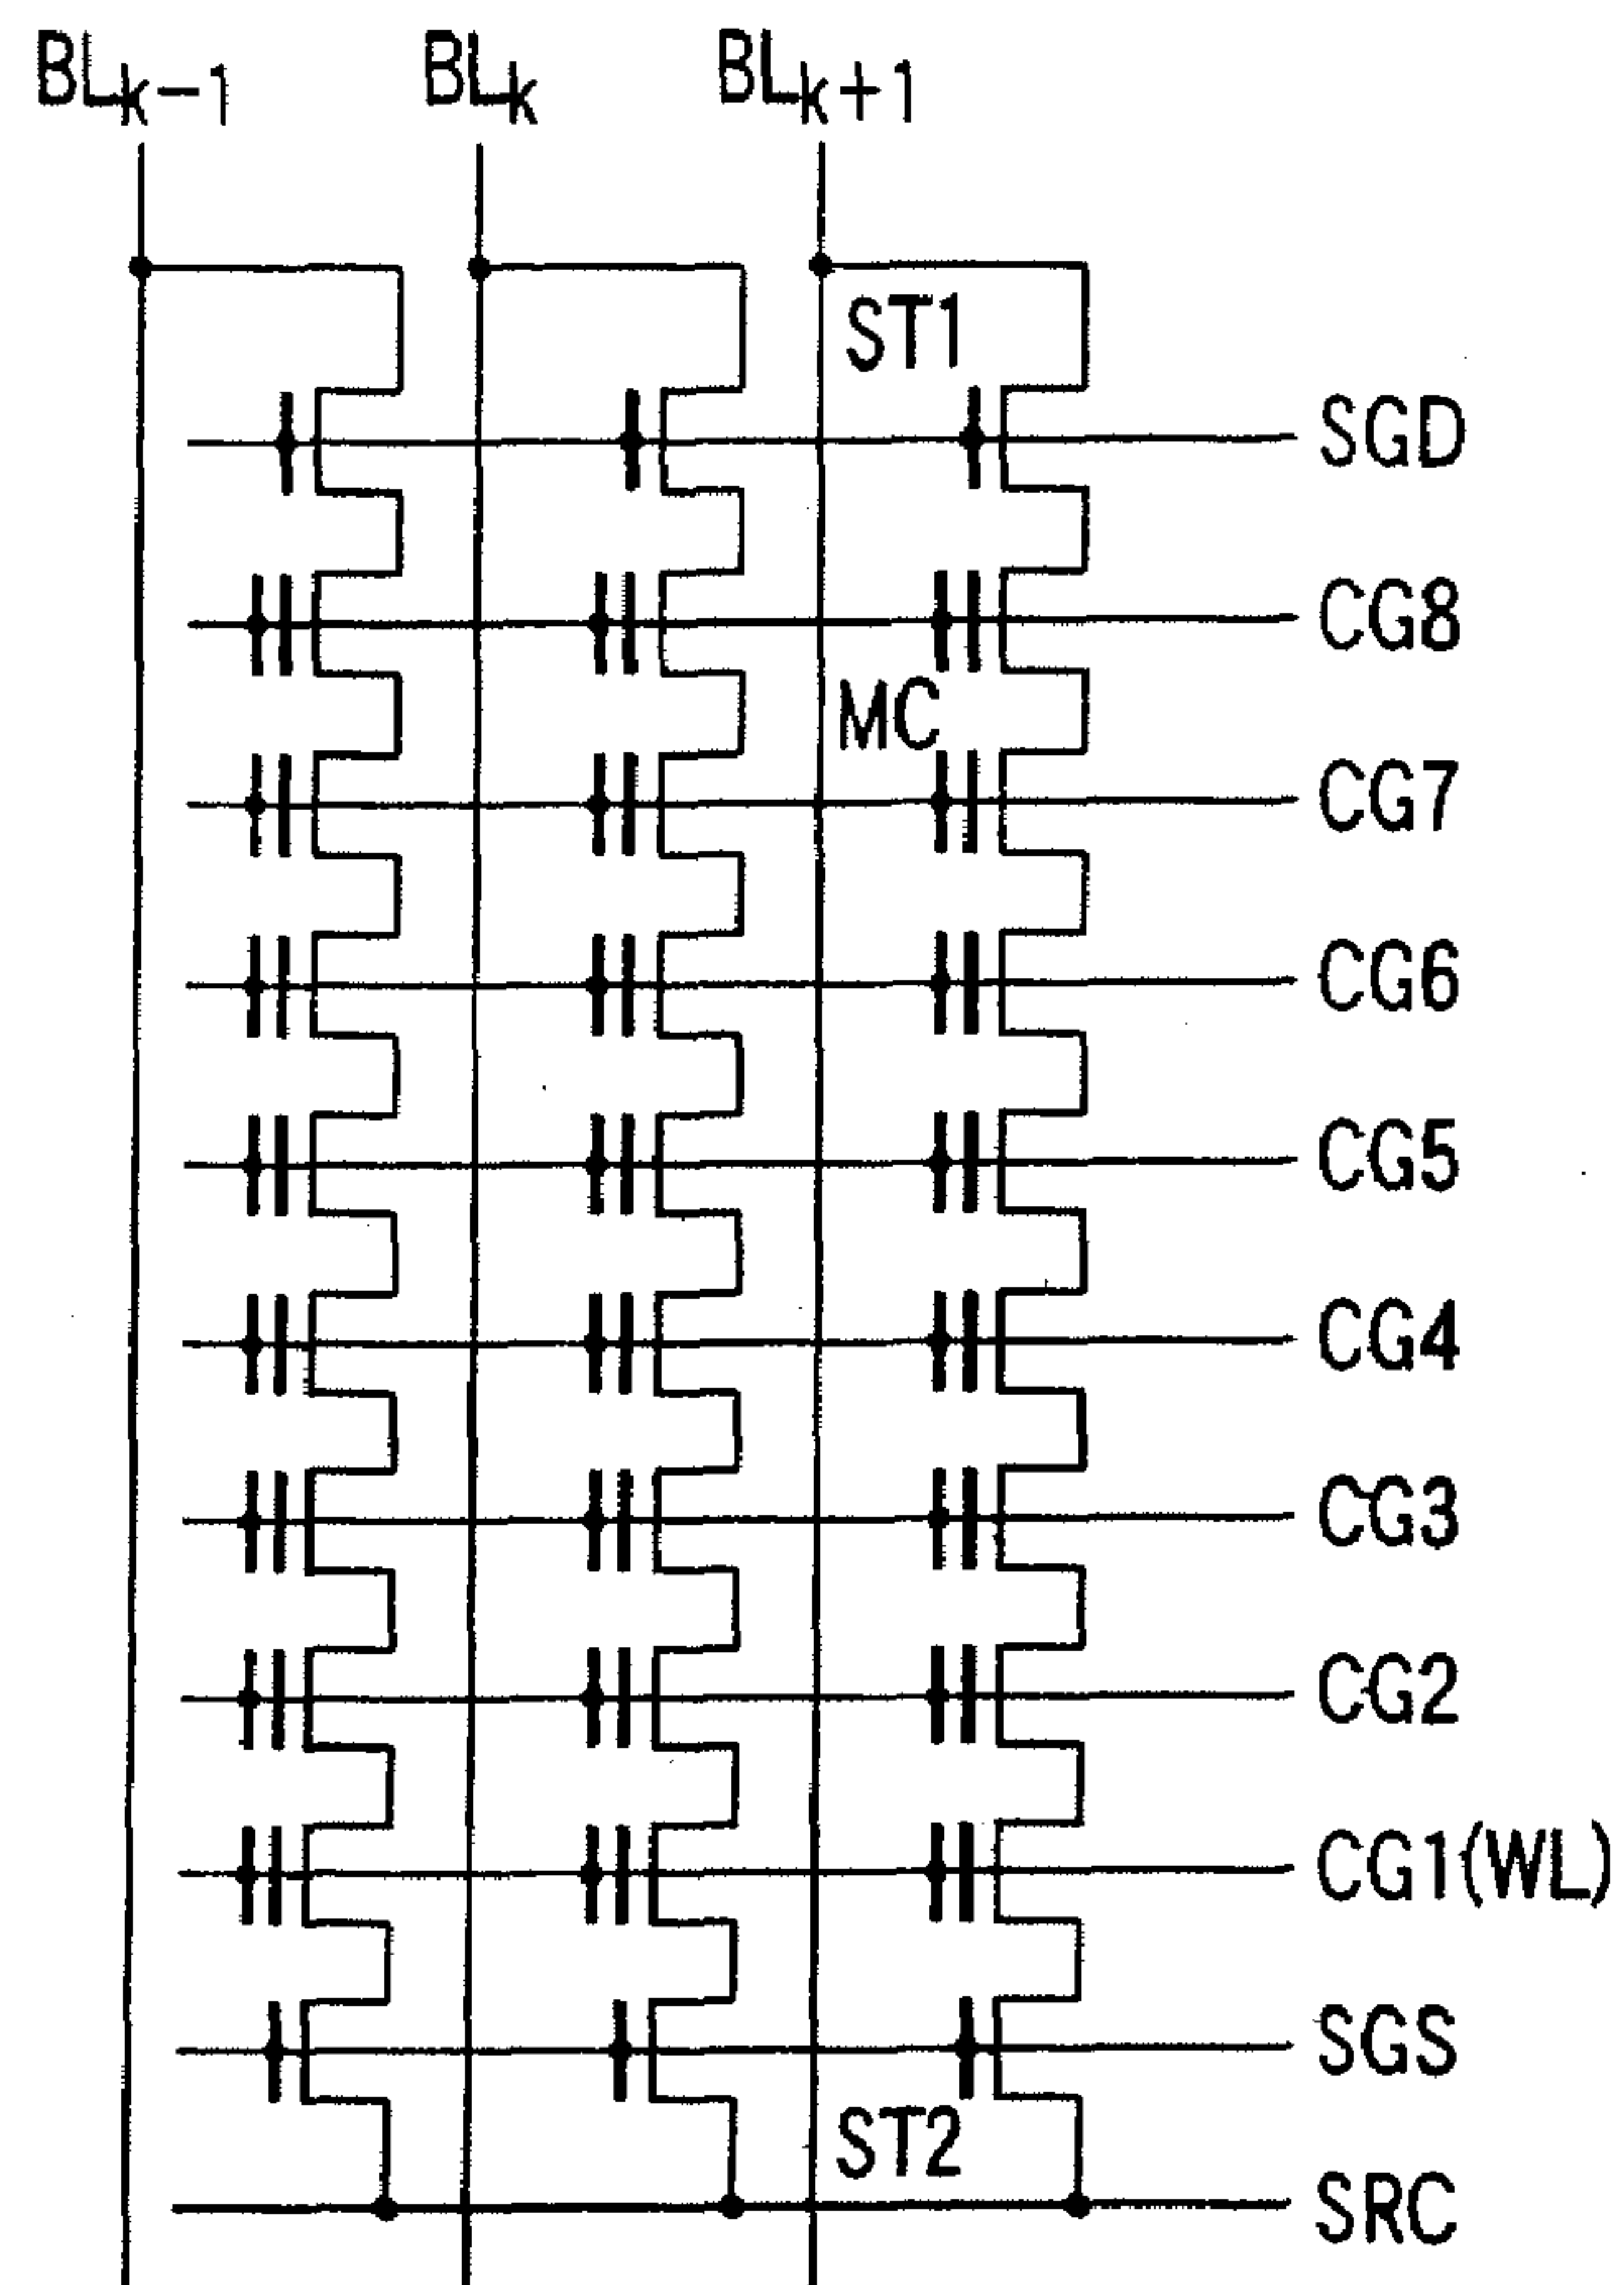 BLk-1 BLk BLk+1
ST1
SGD
CG8
MC
CG7
CG6
CG5
CG4
CG3
CG2
CG1(WL)
SGS
ST2
SRC